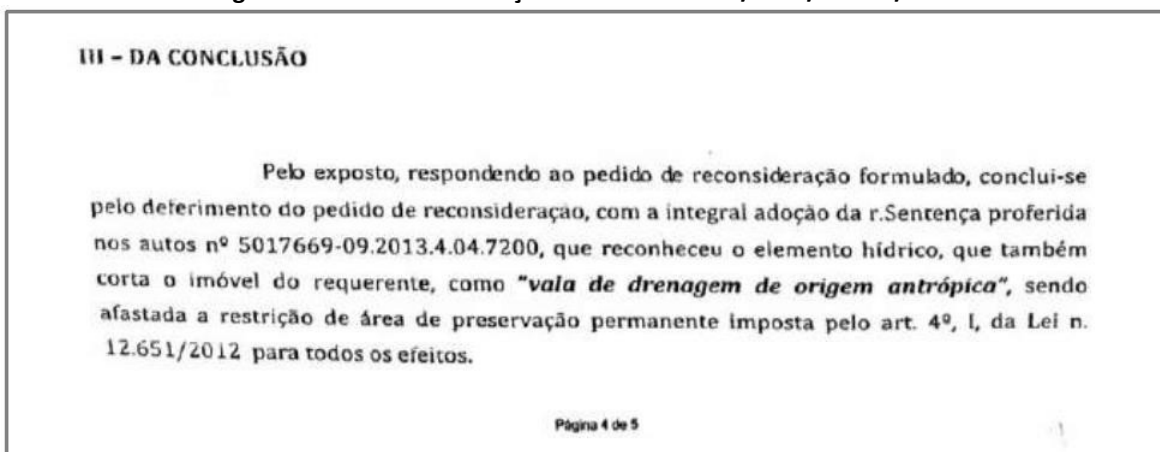 III – DA CONCLUSÃO
Pelo exposto, respondendo ao pedido de reconsideração formulado, conclui-se
pelo deferimento do pedido de reconsideração, com a integral adoção da r.Sentença proferida
nos autos nº 5017669-09.2013.4.04.7200, que reconheceu o elemento hídrico, que também
corta o imóvel do requerente, como "vala de drenagem de origem antrópica", sendo
afastada a restrição de área de preservação permanente imposta pelo art. 4º, I, da Lei n.
12.651/2012 para todos os efeitos.
Página 4 de 5